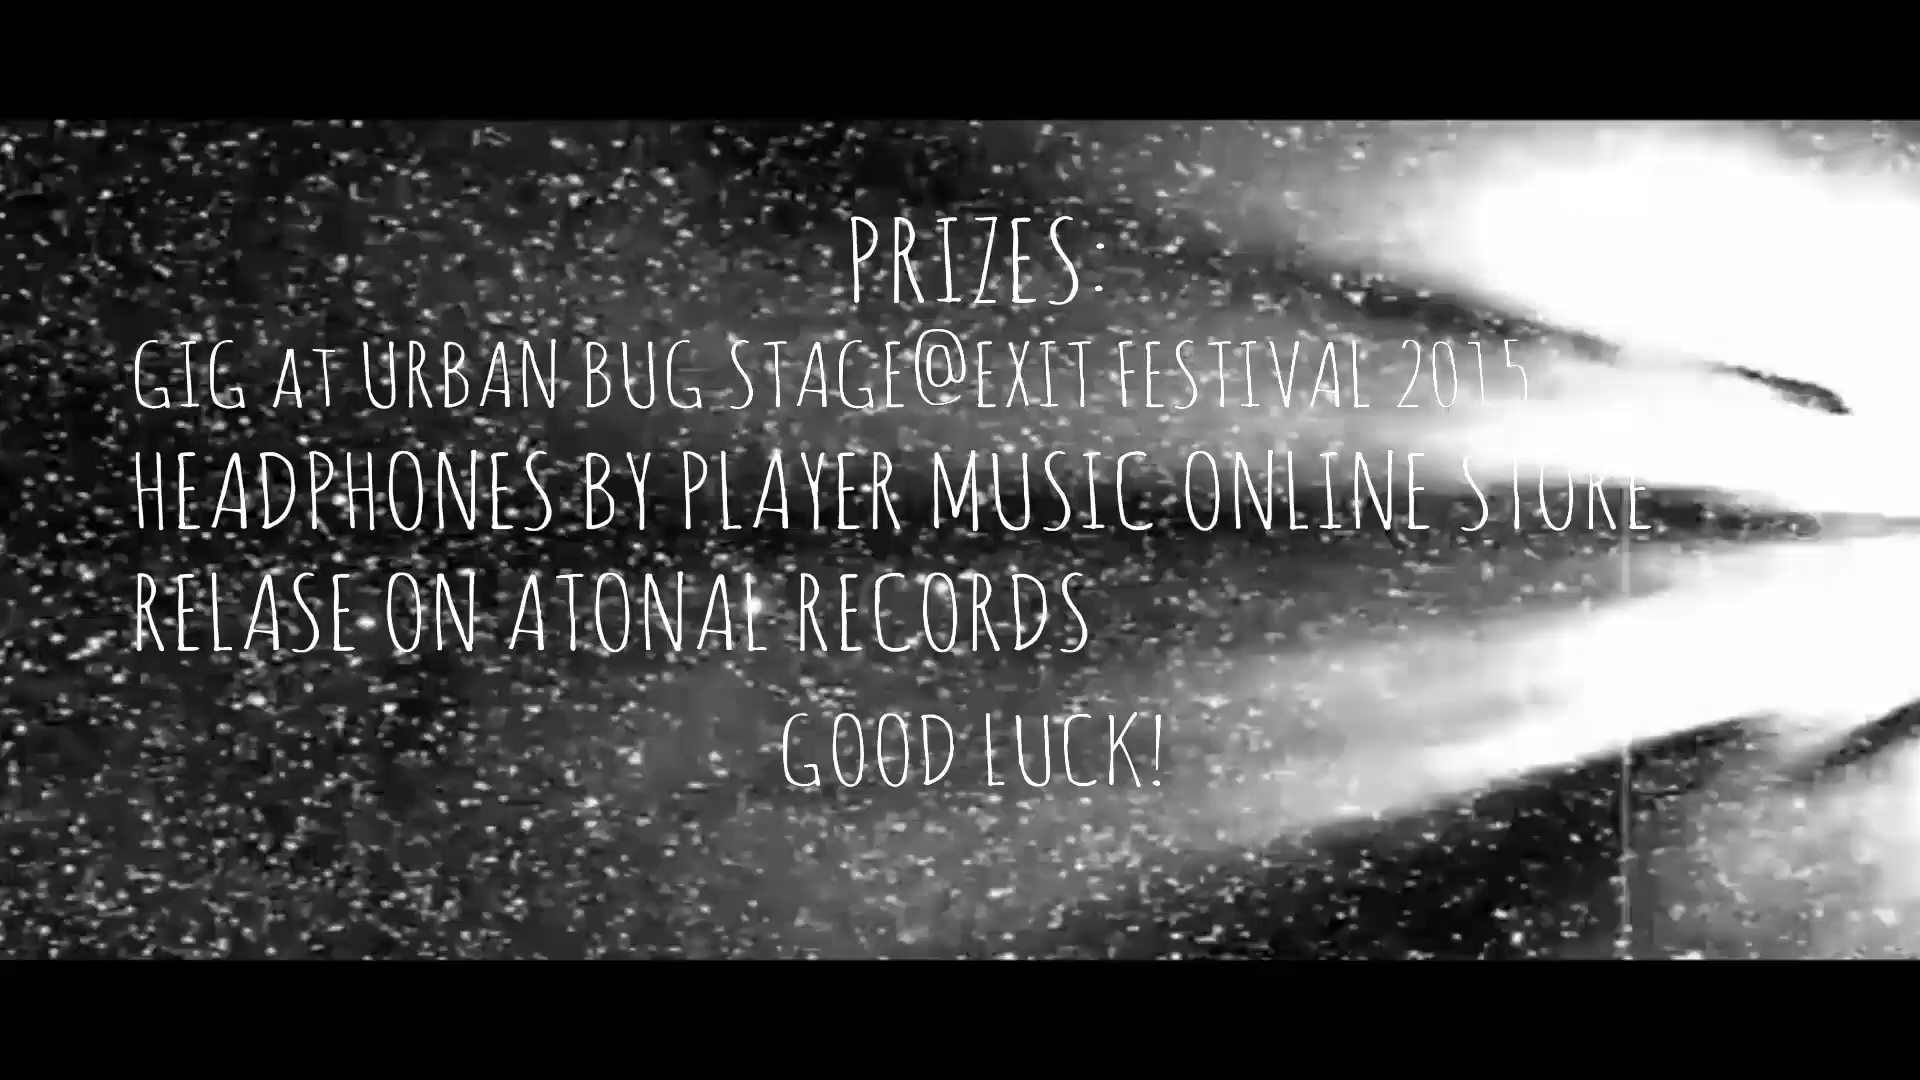 PRIZES:
GIG AT URBAN BUG STAGE@EXIT FESTIVAL 2015
HEADPHONES BY PLAYER MUSIC ONLINE STORE
RELASE ON ATONAL RECORDS
GOOD LUCK!